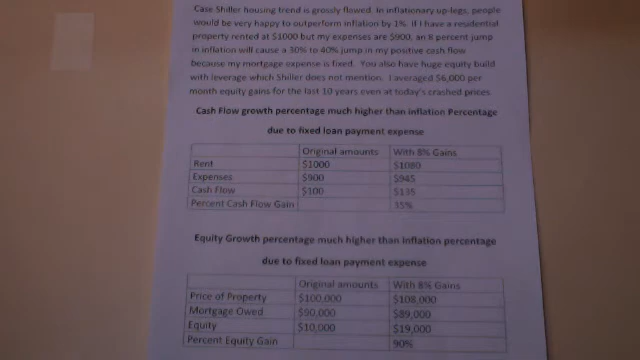 Case Shiller housing trend is grossly flowed. In inflationary up-legs, people
would be very happy to outperform inflation by 1%. If I have a residential
property rented at $1000 but my expenses are $900, an 8 percent jump
in inflation will cause a 30% to 40% jump in my positive cash flow
because my mortgage expense is fixed. You also have huge equity build
with leverage which Shiller does not mention. I averaged $6,000 per
month equity gains for the last 10 years even at today's crashed prices.
Cash Flow growth percentage much higher than Inflation Percentage
due to fixed loan payment expense
Original amounts With 8% Gains
Rent $1000 $1080
Expenses $900 $945
Cash Flow $100 $135
Percent Cash Flow Gain 35%
Equity Growth percentage much higher than inflation percentage
due to fixed loan payment expense
Original amounts With 8% Gains
Price of Property $100,000 $108,000
Mortgage Owed $90,000 $89,000
Equity $10,000 $19,000
Percent Equity Gain 90%